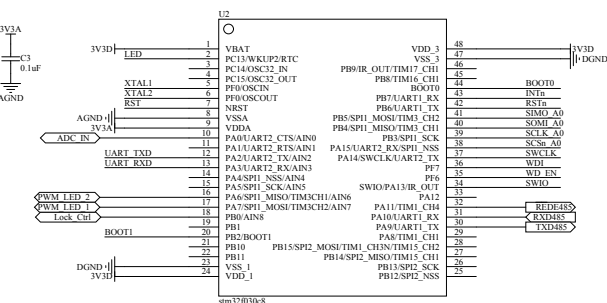 U2
3V3A
C3
0.1uF
AGND
3V3D 1 VBAT VDD_3 48 3V3D
LED 2 PC13/WKUP2/RTC VSS_3 47 DGND
3 PC14/OSC32_IN PB9/IR_OUT/TIM17_CH1 46
4 PC15/OSC32_OUT PB8/TIM16_CH1 45
XTAL1 5 PF0/OSCIN BOOT0 44 BOOT0
XTAL2 6 PF0/OSCOUT PB7/UART1_RX 43 INTn
RST 7 NRST PB6/UART1_TX 42 RSTn
AGND 8 VSSA PB5/SPI1_MOSI/TIM3_CH2 41 SIMO_A0
3V3A 9 VDDA PB4/SPI1_MISO/TIM3_CH1 40 SOMI_A0
ADC_IN 10 PA0/UART2_CTS/AIN0 PB3/SPI1_SCK 39 SCLK_A0
11 PA1/UART2_RTS/AIN1 PA15/UART2_RX/SPI1_NSS 38 SCSn_A0
UART_TXD 12 PA2/UART2_TX/AIN2 PA14/SWCLK/UART2_TX 37 SWCLK
UART_RXD 13 PA3/UART2_RX/AIN3 PF7 36 WDI
14 PA4/SPI1_NSS/AIN4 PF6 35 WD_EN
15 PA5/SPI1_SCK/AIN5 SWIO/PA13/IR_OUT 34 SWIO
PWM_LED_2 16 PA6/SPI1_MISO/TIM3CH1/AIN6 PA12 33
PWM_LED_1 17 PA7/SPI1_MOSI/TIM3CH2/AIN7 PA11/TIM1_CH4 32 REDE485
Lock_Ctrl 18 PB0/AIN8 PA10/UART1_RX 31 RXD485
19 PB1 PA9/UART1_TX 30 TXD485
BOOT1 20 PB2/BOOT1 PA8/TIM1_CH1 29
21 PB10 PB15/SPI2_MOSI/TIM1_CH3N/TIM15_CH2 28
22 PB11 PB14/SPI2_MISO/TIM15_CH1 27
DGND 23 VSS_1 PB13/SPI2_SCK 26
3V3D 24 VDD_1 PB12/SPI2_NSS 25
stm32f030c8